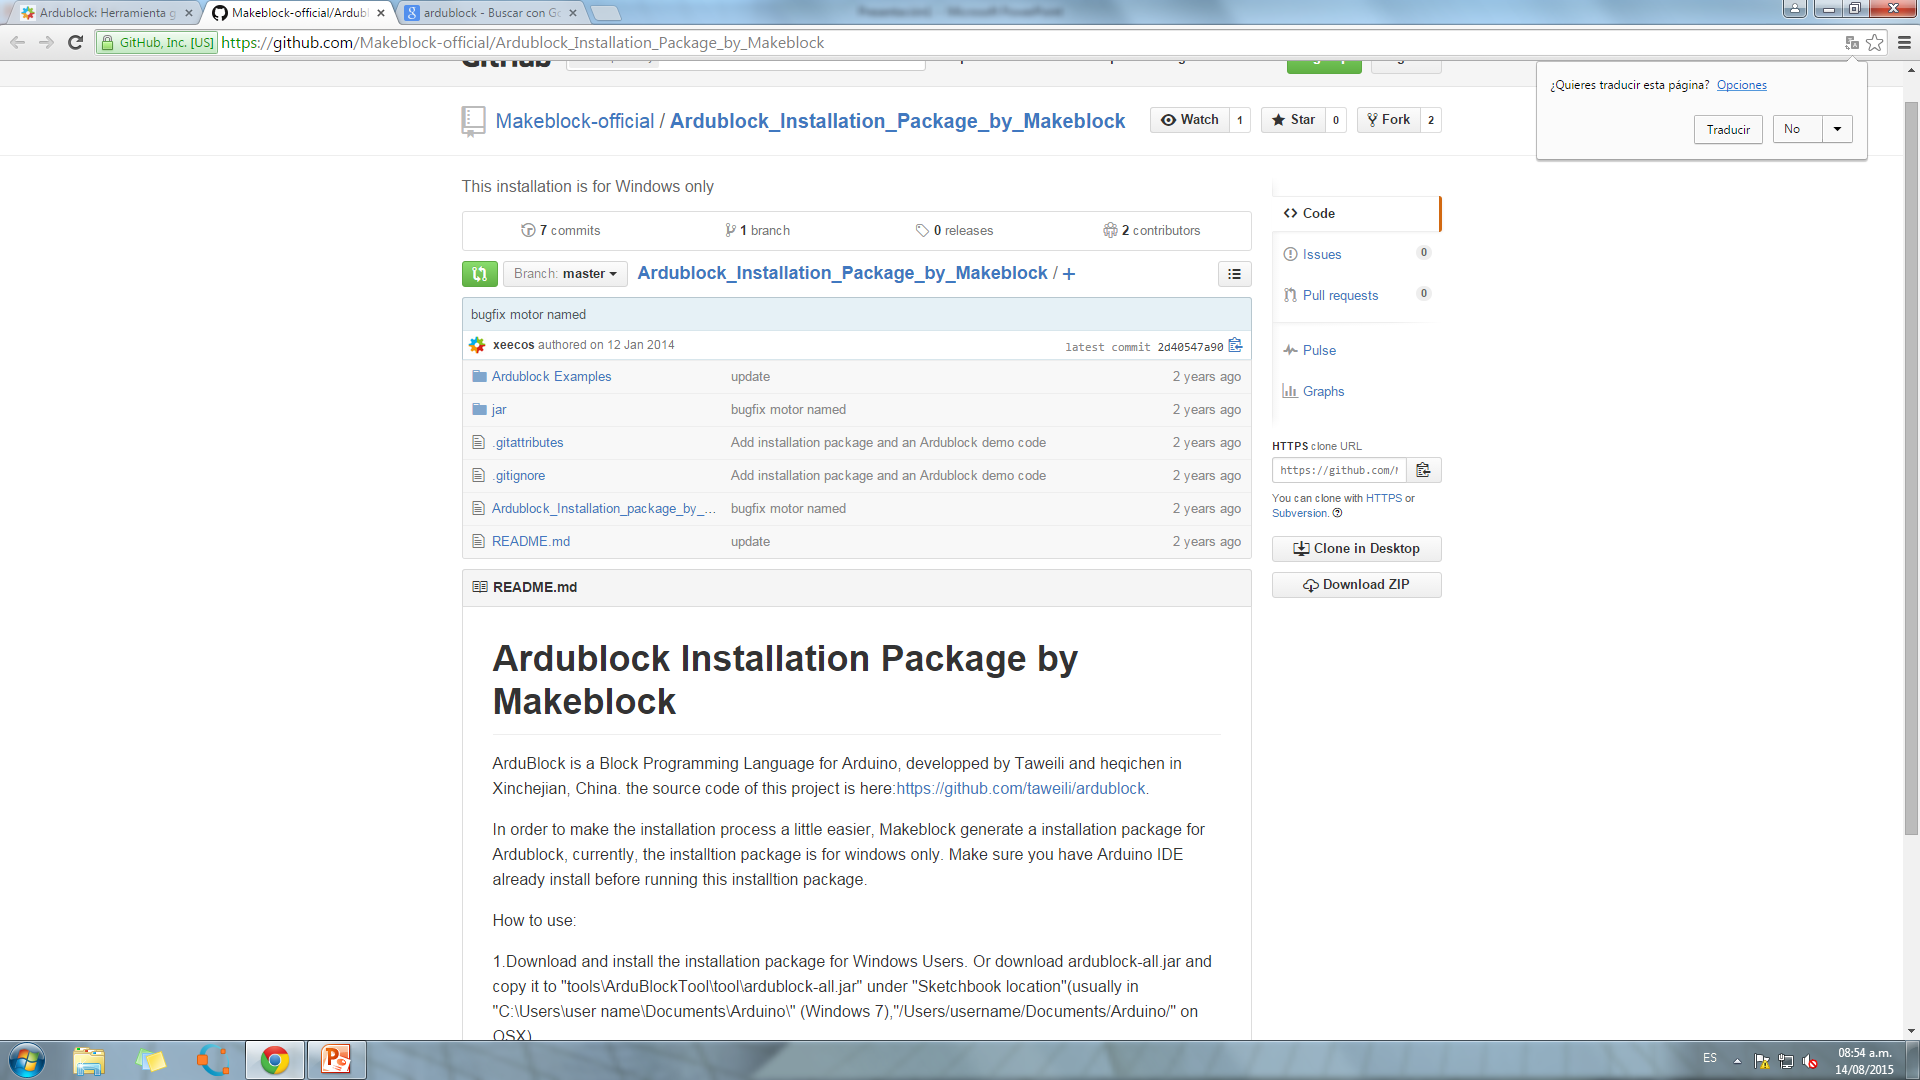 Ardublock: Herramienta g
Makeblock-official/Ardubl
ardublock - Buscar con Go
Presentación1 - Microsoft PowerPoint
GitHub, Inc. [US] https://github.com/Makeblock-official/Ardublock_Installation_Package_by_Makeblock
GitHub
¿Quieres traducir esta página? Opciones
Traducir No
Makeblock-official / Ardublock_Installation_Package_by_Makeblock
Watch 1 Star 0 Fork 2
This installation is for Windows only
7 commits 1 branch 0 releases 2 contributors
Branch: master Ardublock_Installation_Package_by_Makeblock / +
bugfix motor named
xeecos authored on 12 Jan 2014 latest commit 2d40547a90
Ardublock Examples update 2 years ago
jar bugfix motor named 2 years ago
.gitattributes Add installation package and an Ardublock demo code 2 years ago
.gitignore Add installation package and an Ardublock demo code 2 years ago
Ardublock_Installation_package_by_... bugfix motor named 2 years ago
README.md update 2 years ago
Code
Issues 0
Pull requests 0
Pulse
Graphs
HTTPS clone URL
https://github.com/
You can clone with HTTPS or
Subversion.
Clone in Desktop
Download ZIP
README.md
Ardublock Installation Package by
Makeblock
ArduBlock is a Block Programming Language for Arduino, developped by Taweili and heqichen in
Xinchejian, China. the source code of this project is here:https://github.com/taweili/ardublock.
In order to make the installation process a little easier, Makeblock generate a installation package for
Ardublock, currently, the installtion package is for windows only. Make sure you have Arduino IDE
already install before running this installtion package.
How to use:
1.Download and install the installation package for Windows Users. Or download ardublock-all.jar and
copy it to "tools\ArduBlockTool\tool\ardublock-all.jar" under "Sketchbook location"(usually in
"C:\Users\user name\Documents\Arduino\" (Windows 7),"/Users/username/Documents/Arduino/" on
OSX)
ES
08:54 a.m.
14/08/2015